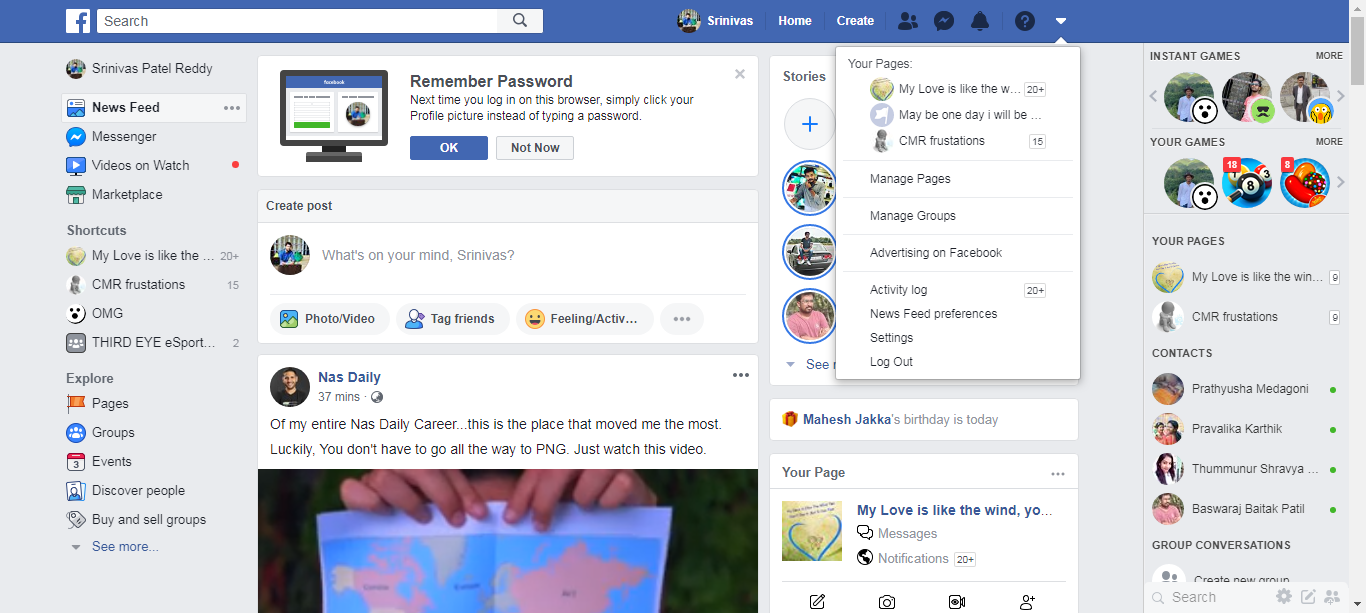 Search
Srinivas
Home
Create
Srinivas Patel Reddy
News Feed
Messenger
Videos on Watch
Marketplace
Shortcuts
My Love is like the ... 20+
CMR frustations 15
OMG
THIRD EYE eSport... 2
Explore
Pages
Groups
3 Events
Discover people
Buy and sell groups
See more...
facebook
Remember Password
Next time you log in on this browser, simply click your
Profile picture instead of typing a password.
OK
Not Now
Create post
What's on your mind, Srinivas?
Photo/Video
Tag friends
Feeling/Activ...
Nas Daily
37 mins ·
Of my entire Nas Daily Career...this is the place that moved me the most.
Luckily, You don't have to go all the way to PNG. Just watch this video.
Stories
See
Your Pages:
My Love is like the w... 20+
May be one day i will be ...
CMR frustations 15
Manage Pages
Manage Groups
Advertising on Facebook
Activity log 20+
News Feed preferences
Settings
Log Out
Mahesh Jakka's birthday is today
Your Page
My Love is like the wind, yo...
Messages
Notifications 20+
INSTANT GAMES MORE
YOUR GAMES MORE
18
8
3
8
YOUR PAGES
My Love is like the win... 9
CMR frustations 9
CONTACTS
Prathyusha Medagoni
Pravalika Karthik
Thummunur Shravya ...
Baswaraj Baitak Patil
GROUP CONVERSATIONS
Create new group
Search